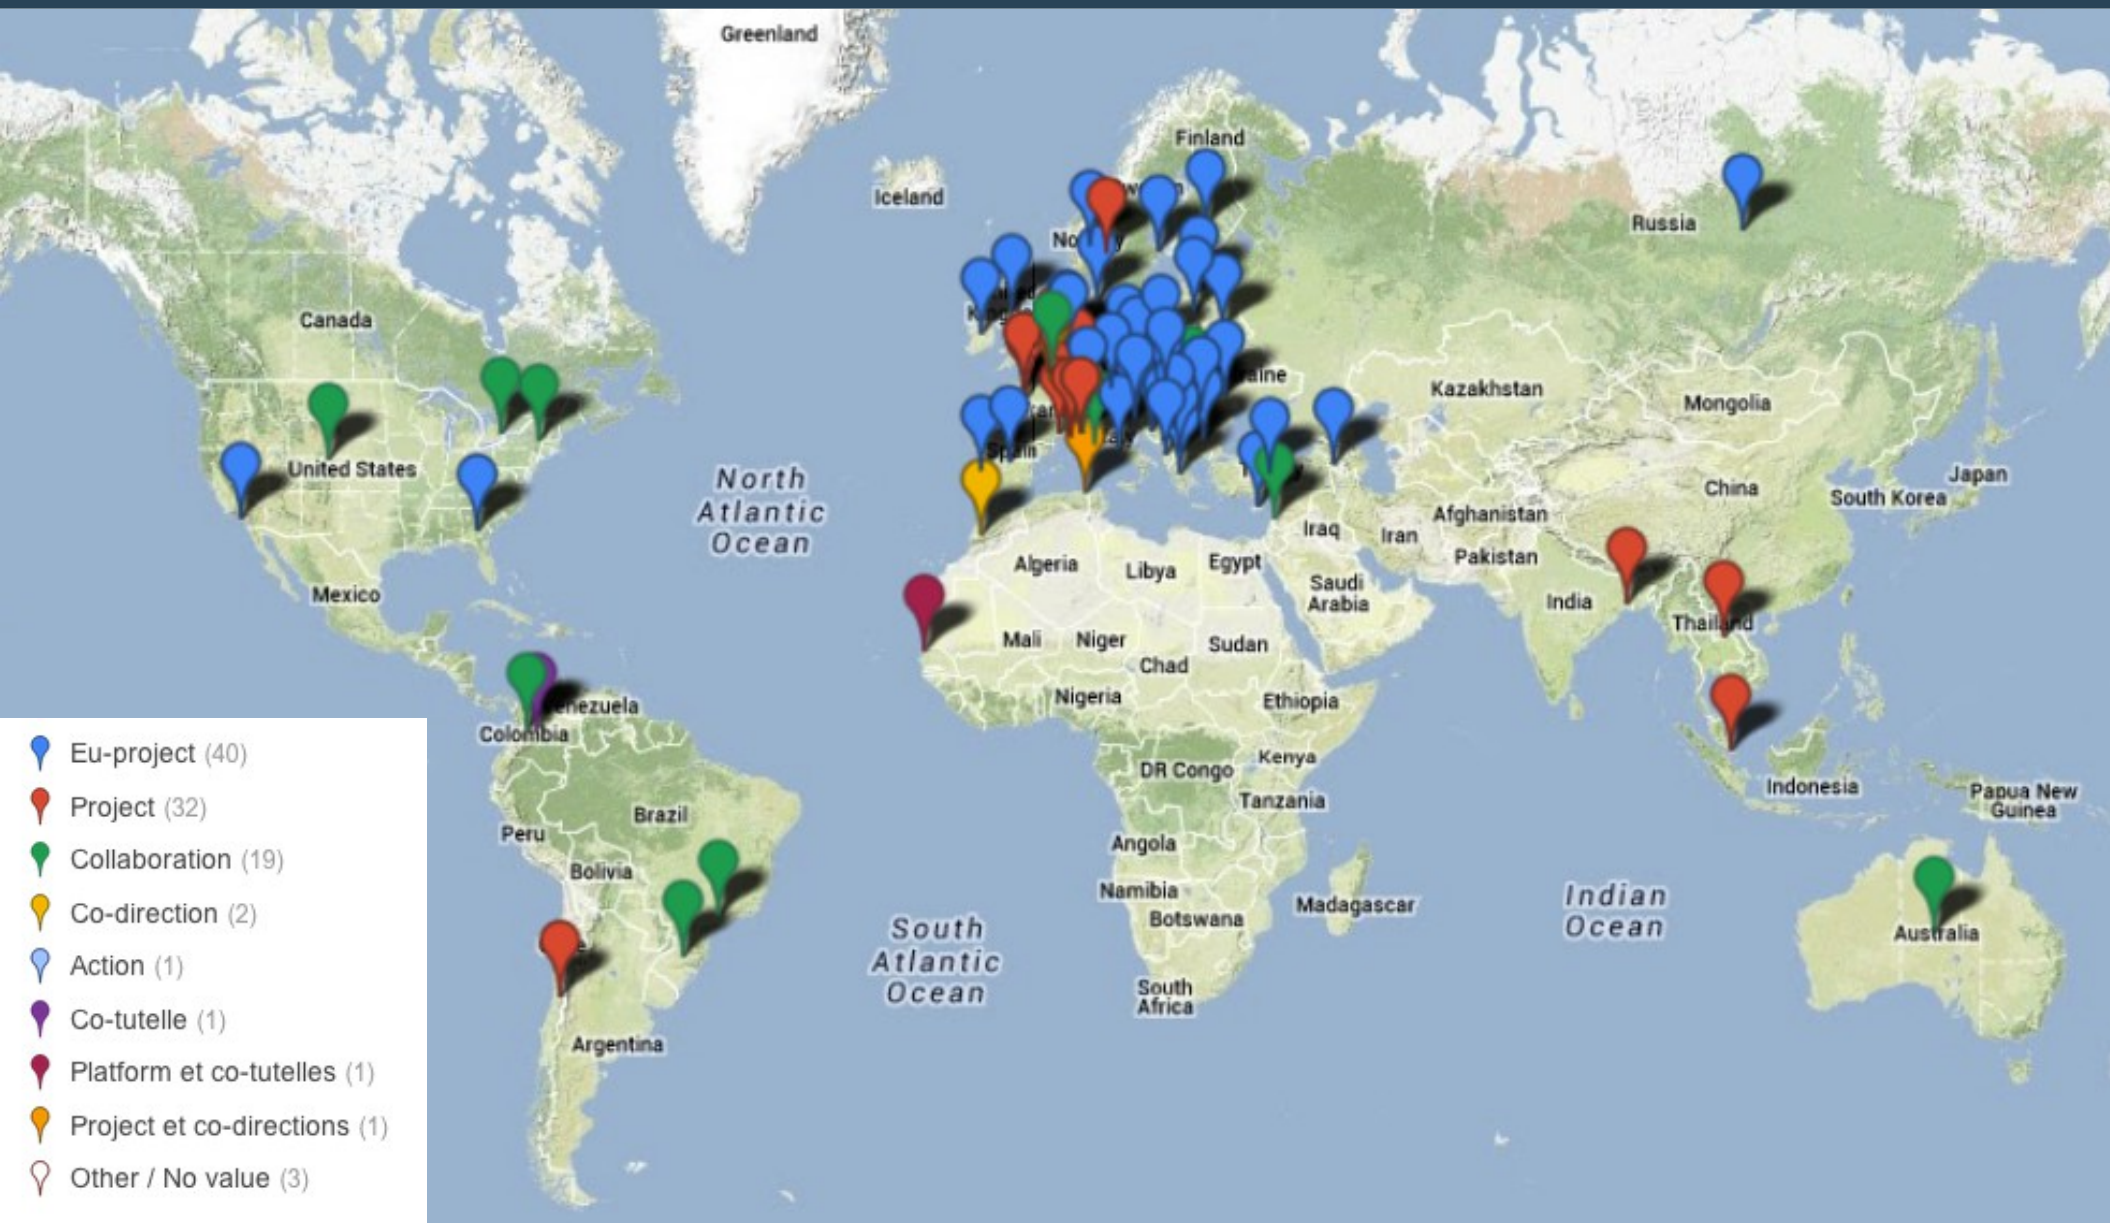 Greenland
Finland
Iceland
Russia
Canada
Kazakhstan
Mongolia
United States
North
Atlantic
Ocean
Spain
Japan
China
South Korea
Afghanistan
Iraq
Iran
Pakistan
Mexico
Algeria
Libya
Egypt
Saudi
Arabia
India
Thailand
Mali
Niger
Sudan
Chad
Nigeria
Ethiopia
Venezuela
Colombia
Kenya
DR Congo
Indonesia
Papua New
Guinea
Tanzania
Brazil
Peru
Angola
Bolivia
Namibia
Botswana
Madagascar
Indian
Ocean
South
Atlantic
Ocean
Australia
South
Africa
Argentina
Eu-project (40)
Project (32)
Collaboration (19)
Co-direction (2)
Action (1)
Co-tutelle (1)
Platform et co-tutelles (1)
Project et co-directions (1)
Other / No value (3)